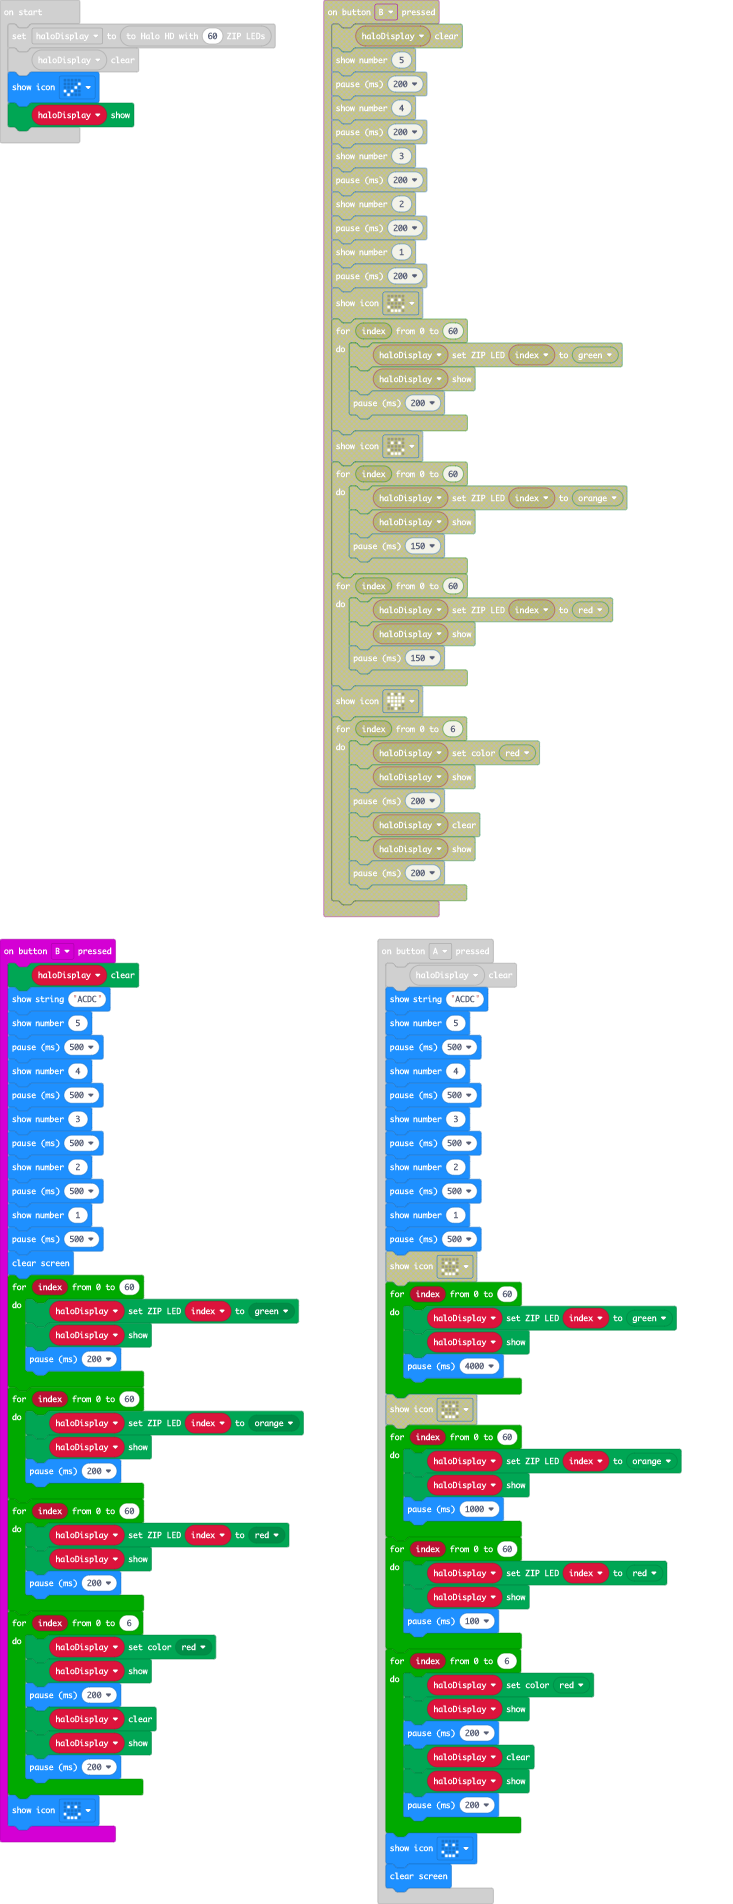 on start
set haloDisplay to to Halo HD with 60 ZIP LEDs
haloDisplay clear
show icon
haloDisplay show
on button B pressed
haloDisplay clear
show number 5
pause (ms) 200
show number 4
pause (ms) 200
show number 3
pause (ms) 200
show number 2
pause (ms) 200
show number 1
pause (ms) 200
show icon
for index from 0 to 60
do
haloDisplay set ZIP LED index to green
haloDisplay show
pause (ms) 200
show icon
for index from 0 to 60
do
haloDisplay set ZIP LED index to orange
haloDisplay show
pause (ms) 150
for index from 0 to 60
do
haloDisplay set ZIP LED index to red
haloDisplay show
pause (ms) 150
show icon
for index from 0 to 6
do
haloDisplay set color red
haloDisplay show
pause (ms) 200
haloDisplay clear
haloDisplay show
pause (ms) 200
on button B pressed
haloDisplay clear
show string "ACDC"
show number 5
pause (ms) 500
show number 4
pause (ms) 500
show number 3
pause (ms) 500
show number 2
pause (ms) 500
show number 1
pause (ms) 500
clear screen
for index from 0 to 60
do
haloDisplay set ZIP LED index to green
haloDisplay show
pause (ms) 200
for index from 0 to 60
do
haloDisplay set ZIP LED index to orange
haloDisplay show
pause (ms) 200
for index from 0 to 60
do
haloDisplay set ZIP LED index to red
haloDisplay show
pause (ms) 200
for index from 0 to 6
do
haloDisplay set color red
haloDisplay show
pause (ms) 200
haloDisplay clear
haloDisplay show
pause (ms) 200
show icon
on button A pressed
haloDisplay clear
show string "ACDC"
show number 5
pause (ms) 500
show number 4
pause (ms) 500
show number 3
pause (ms) 500
show number 2
pause (ms) 500
show number 1
pause (ms) 500
show icon
for index from 0 to 60
do
haloDisplay set ZIP LED index to green
haloDisplay show
pause (ms) 4000
show icon
for index from 0 to 60
do
haloDisplay set ZIP LED index to orange
haloDisplay show
pause (ms) 1000
for index from 0 to 60
do
haloDisplay set ZIP LED index to red
haloDisplay show
pause (ms) 100
for index from 0 to 6
do
haloDisplay set color red
haloDisplay show
pause (ms) 200
haloDisplay clear
haloDisplay show
pause (ms) 200
show icon
clear screen